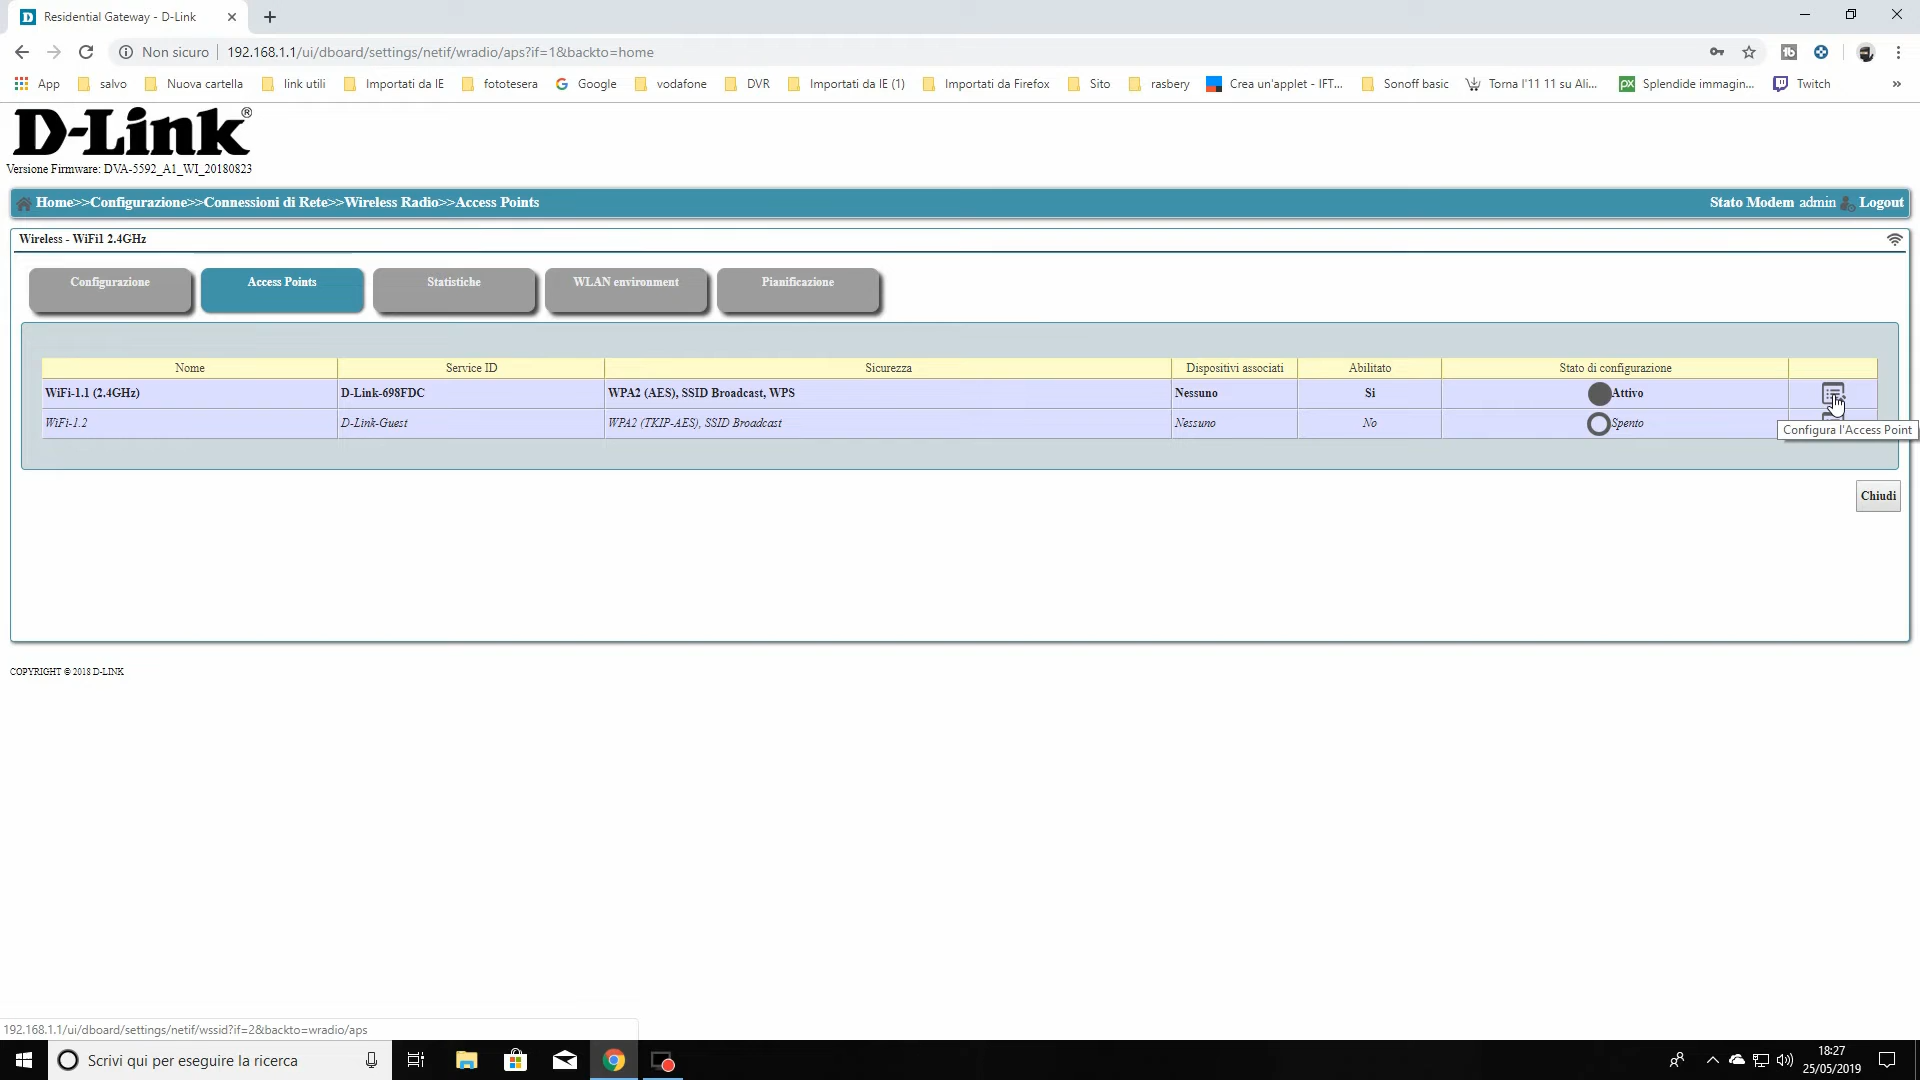 Residential Gateway - D-Link
Non sicuro 192.168.1.1/ui/dboard/settings/netif/wradio/aps?if=1&backto=home
App salvo Nuova cartella link utili Importati da IE fototesera Google vodafone DVR Importati da IE (1) Importati da Firefox Sito rasbery Crea un'applet - IFT... Sonoff basic Torna l'11 11 su Ali... Splendide immagin... Twitch »
D-Link®
Versione Firmware: DVA-5592_A1_WI_20180823
Home>>Configurazione>>Connessioni di Rete>>Wireless Radio>>Access Points Stato Modem admin Logout
Wireless - WiFi1 2.4GHz
Configurazione Access Points Statistiche WLAN environment Pianificazione
Nome Service ID Sicurezza Dispositivi associati Abilitato Stato di configurazione
WiFi-1.1 (2.4GHz) D-Link-698FDC WPA2 (AES), SSID Broadcast, WPS Nessuno Si Attivo
WiFi-1.2 D-Link-Guest WPA2 (TKIP-AES), SSID Broadcast Nessuno No Spento
Configura l'Access Point
Chiudi
COPYRIGHT © 2018 D-LINK
192.168.1.1/ui/dboard/settings/netif/wssid?if=2&backto=wradio/aps
Scrivi qui per eseguire la ricerca
18:27
25/05/2019